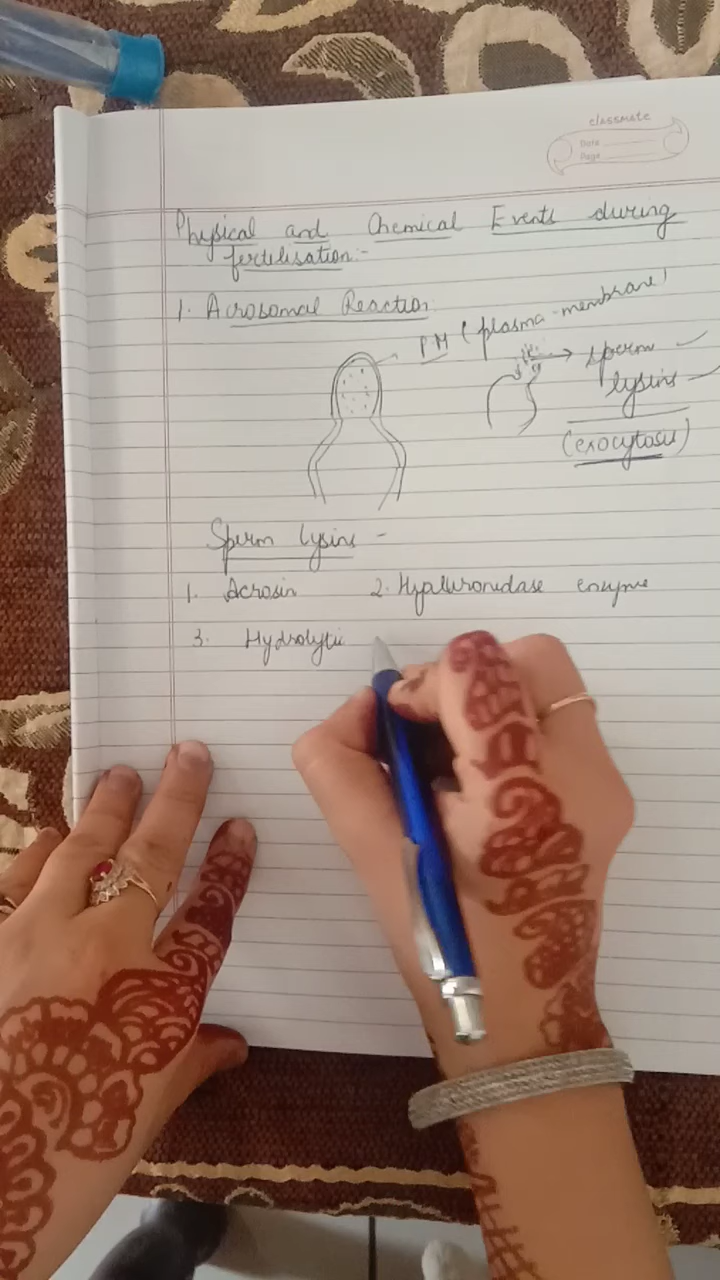 classmate
Date
Page
Physical and Chemical Events during
fertilisation:-
1. Acrosomal Reaction
PM (plasma-membrane)
sperm
lysins
(exocytosis)
Sperm lysins -
1. Acrosin 2. Hyaluronidase enzyme
3. Hydrolytic